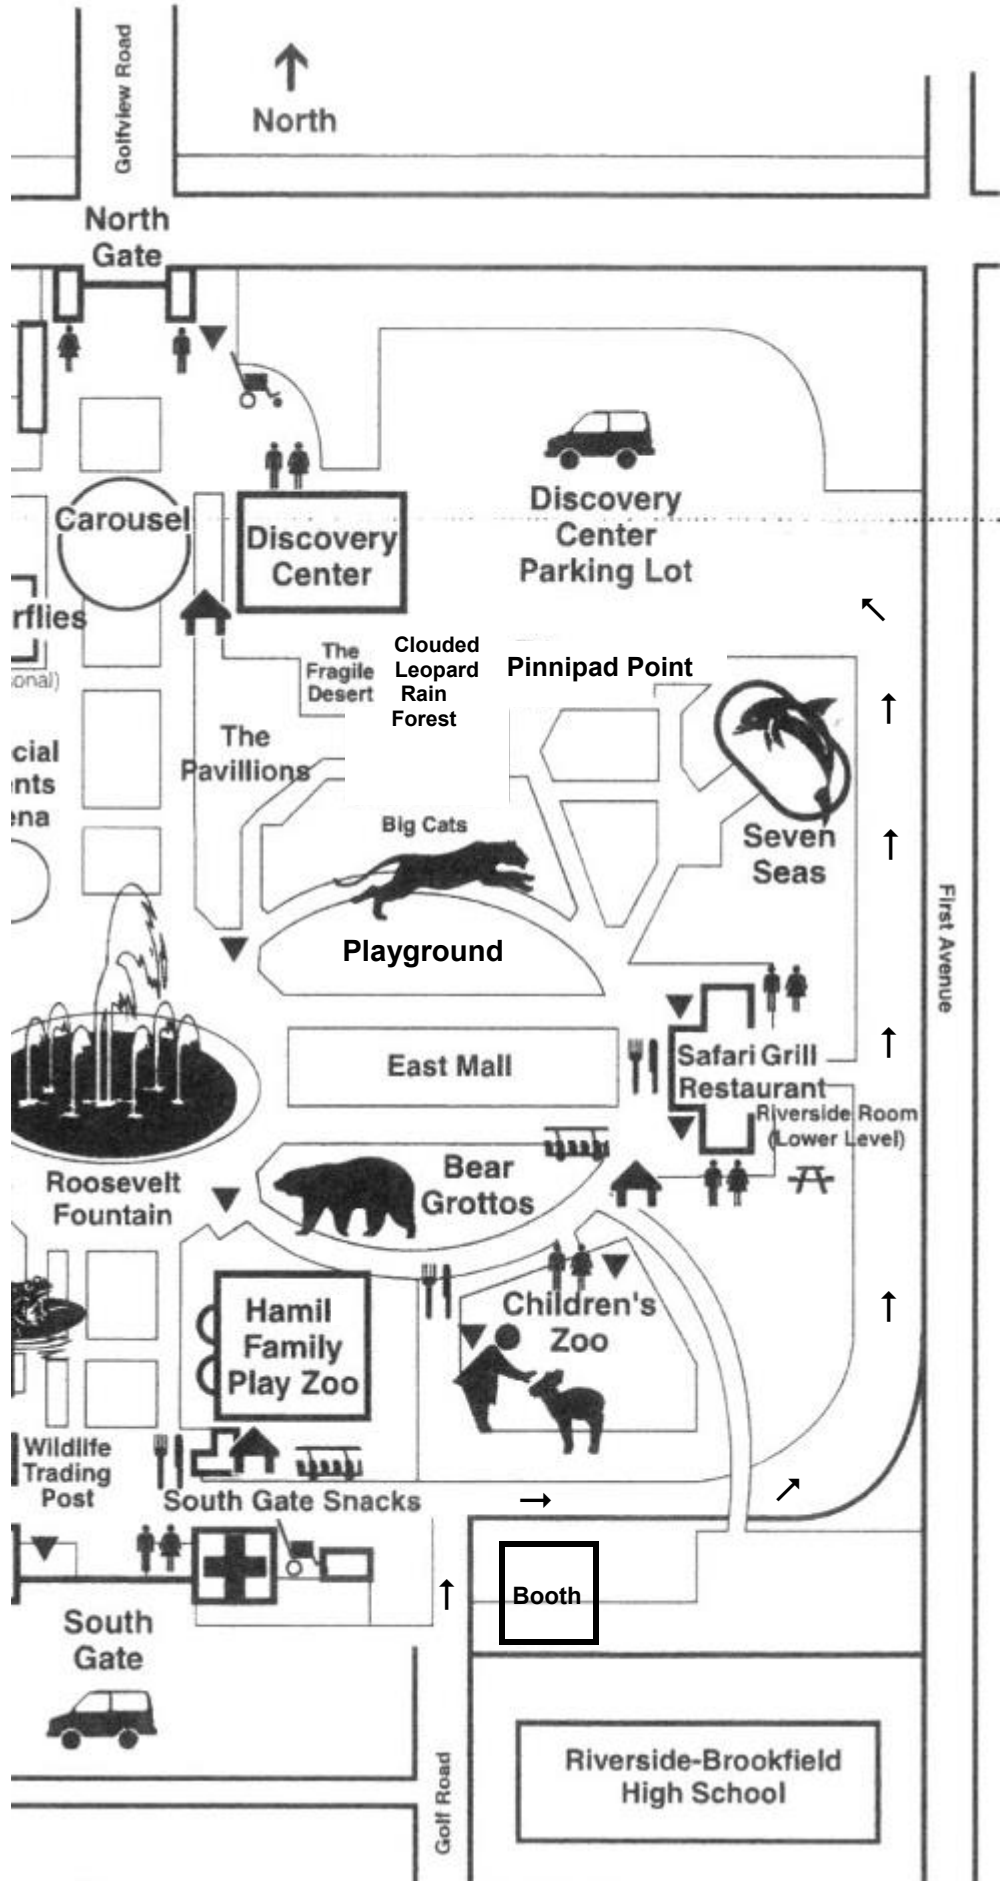 Golfview Road
North
North
Gate
Carousel
Discovery
Center
Discovery
Center
Parking Lot
rflies
onal)
The
Fragile
Desert
Clouded
Leopard
Rain
Forest
Pinnipad Point
cial
ents
ena
The
Pavillions
Big Cats
Seven
Seas
First Avenue
Playground
East Mall
Safari Grill
Restaurant
Riverside Room
(Lower Level)
Roosevelt
Fountain
Bear
Grottos
Hamil
Family
Play Zoo
Children's
Zoo
Wildlife
Trading
Post
South Gate Snacks
Booth
South
Gate
Golf Road
Riverside-Brookfield
High School